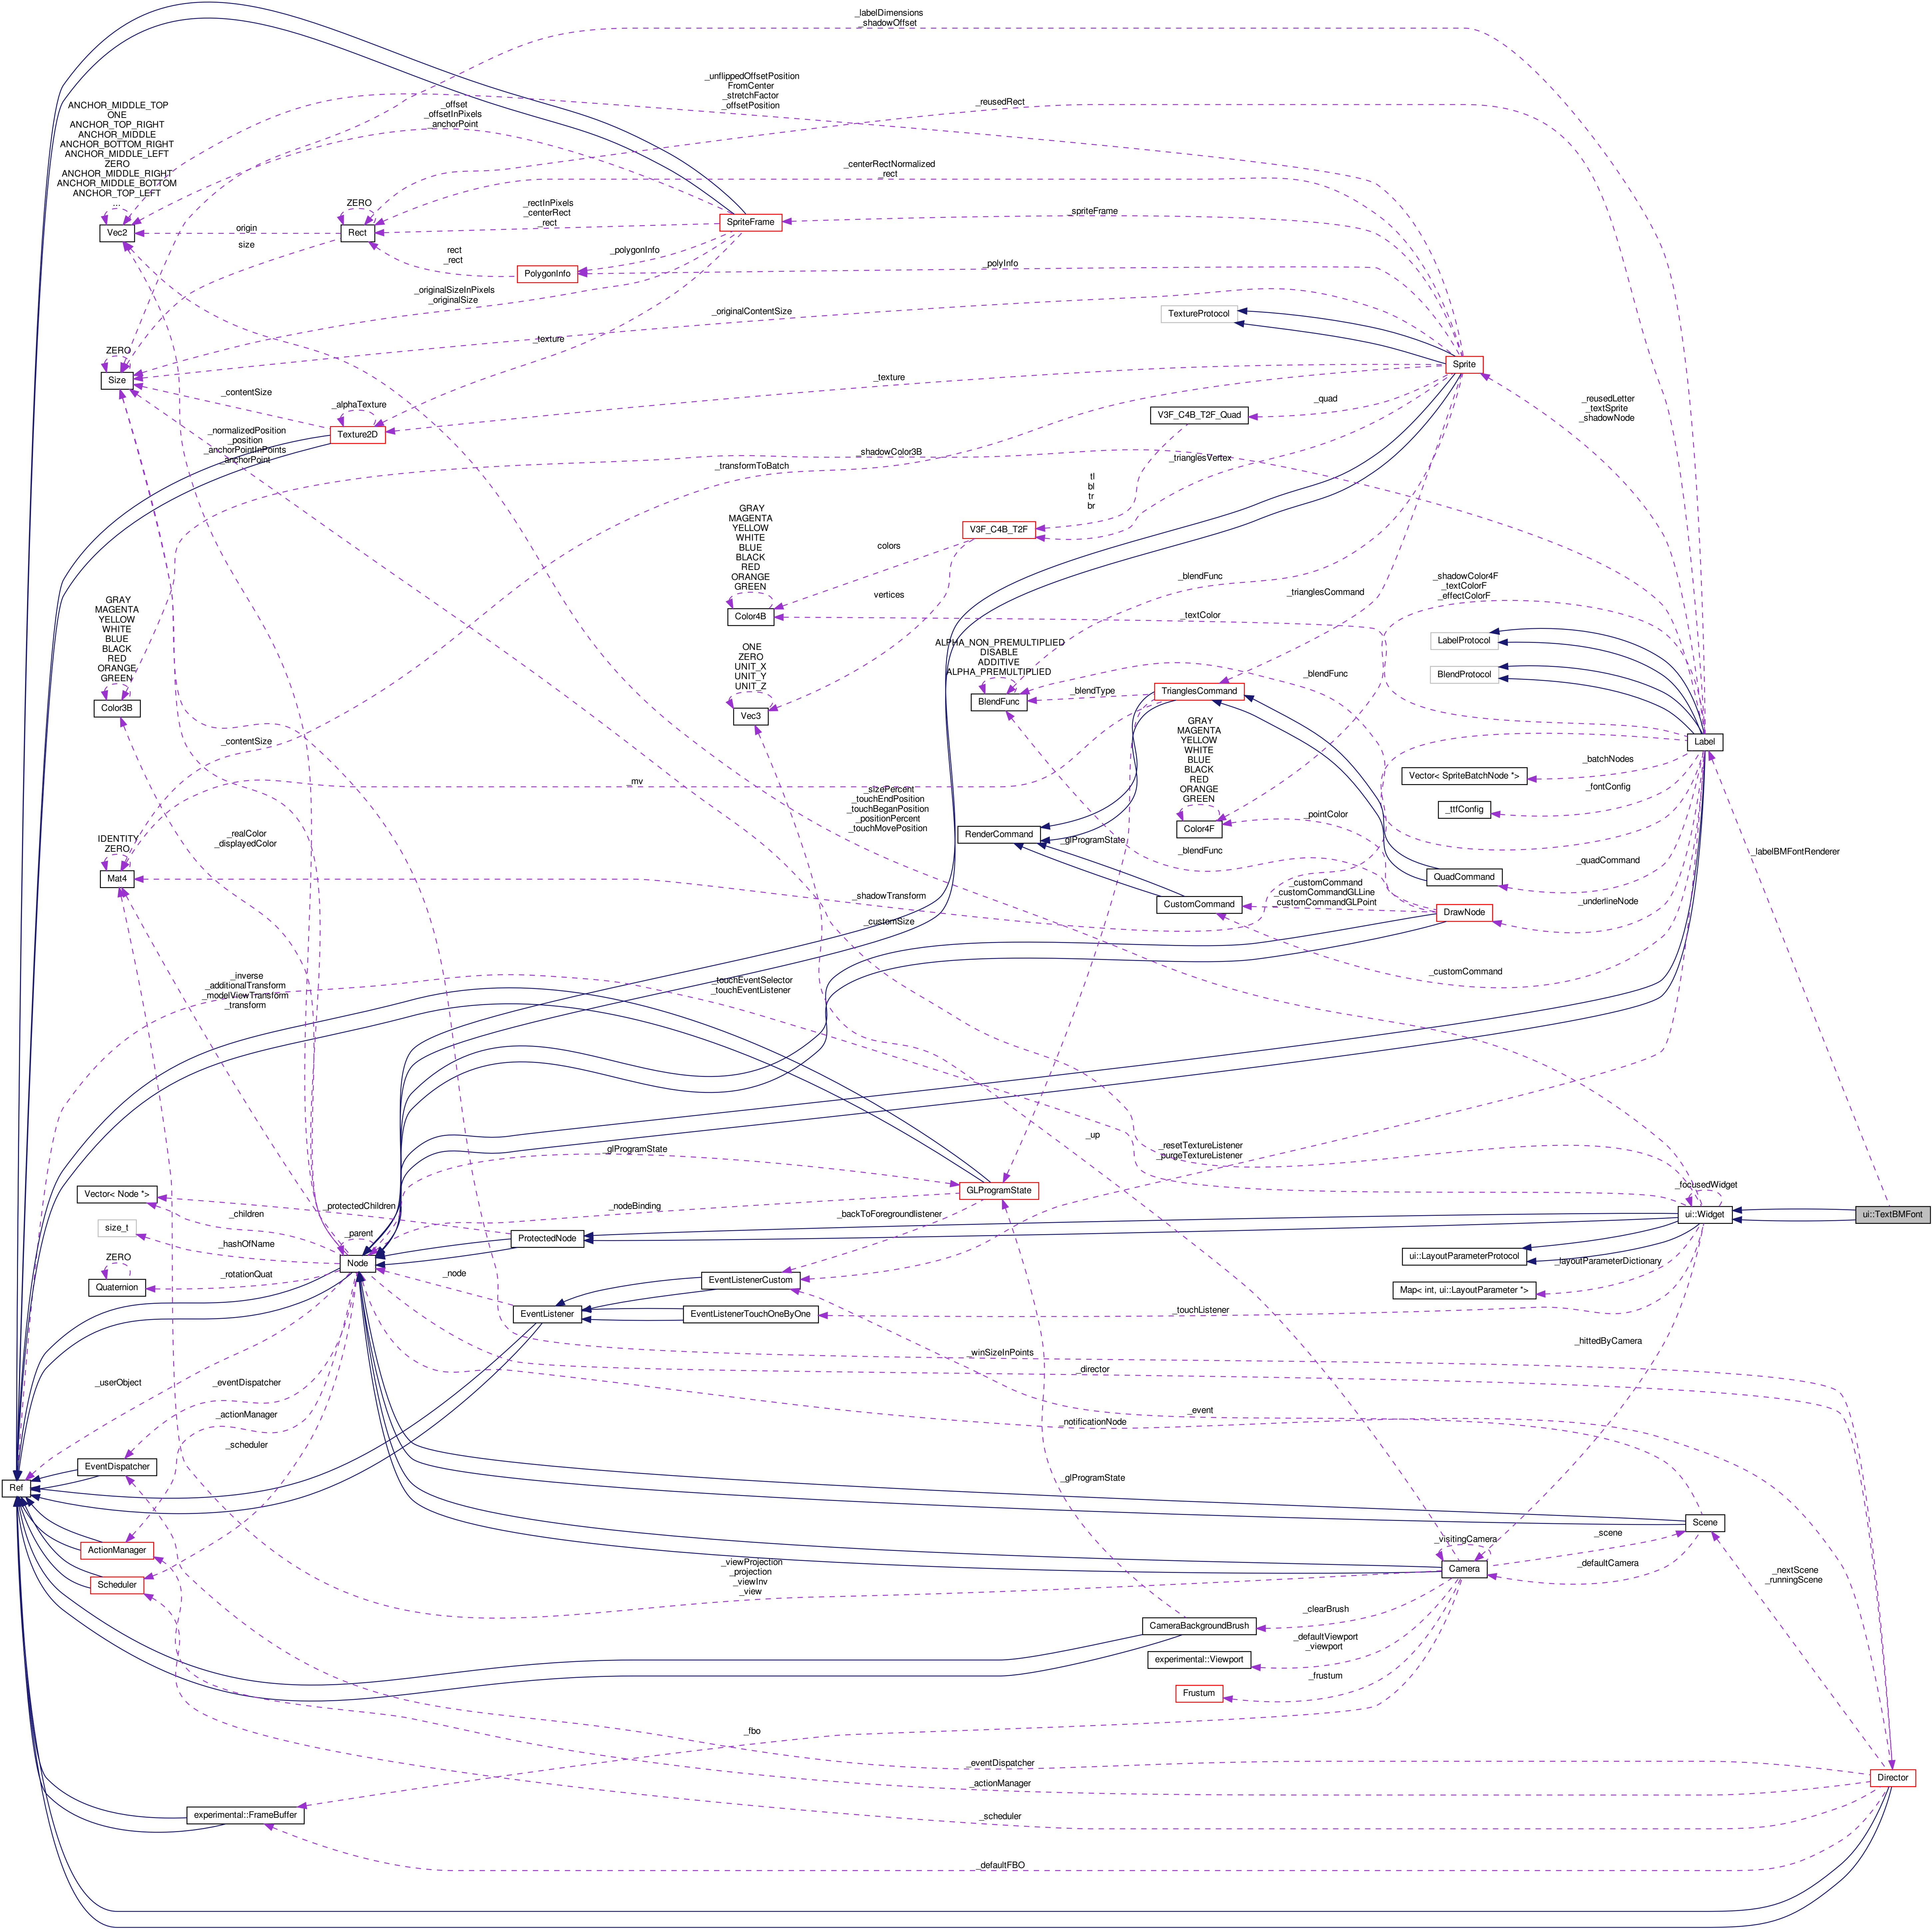 _labelDimensions
_shadowOffset
_unflippedOffsetPosition
FromCenter
_stretchFactor
_offsetPosition
_offset
_offsetInPixels
_anchorPoint
_reusedRect
ANCHOR_MIDDLE_TOP
ONE
ANCHOR_TOP_RIGHT
ANCHOR_MIDDLE
ANCHOR_BOTTOM_RIGHT
ANCHOR_MIDDLE_LEFT
ZERO
ANCHOR_MIDDLE_RIGHT
ANCHOR_MIDDLE_BOTTOM
ANCHOR_TOP_LEFT
...
_centerRectNormalized
_rect
ZERO
_rectInPixels
_centerRect
_rect
_spriteFrame
SpriteFrame
Vec2
origin
Rect
size
rect
_rect
_polygonInfo
PolygonInfo
_polyInfo
_originalSizeInPixels
_originalSize
_originalContentSize
TextureProtocol
_texture
ZERO
Size
Sprite
_contentSize
_alphaTexture
_texture
_quad
V3F_C4B_T2F_Quad
_reusedLetter
_textSprite
_shadowNode
_normalizedPosition
_position
_anchorPointInPoints
_anchorPoint
Texture2D
_shadowColor3B
_transformToBatch
_trianglesVertex
tl
bl
tr
br
GRAY
MAGENTA
YELLOW
WHITE
BLUE
BLACK
RED
ORANGE
GREEN
V3F_C4B_T2F
colors
Color4B
_blendFunc
_trianglesCommand
_shadowColor4F
_textColorF
_effectColorF
vertices
_textColor
GRAY
MAGENTA
YELLOW
WHITE
BLUE
BLACK
RED
ORANGE
GREEN
Color3B
ONE
ZERO
UNIT_X
UNIT_Y
UNIT_Z
Vec3
ALPHA_NON_PREMULTIPLIED
DISABLE
ADDITIVE
ALPHA_PREMULTIPLIED
BlendFunc
_blendType
TrianglesCommand
_blendFunc
LabelProtocol
BlendProtocol
Label
GRAY
MAGENTA
YELLOW
WHITE
BLUE
BLACK
RED
ORANGE
GREEN
Color4F
_contentSize
_mv
_batchNodes
Vector< SpriteBatchNode *>
_fontConfig
_ttfConfig
_sizePercent
_touchEndPosition
_touchBeganPosition
_positionPercent
_touchMovePosition
_realColor
_displayedColor
IDENTITY
ZERO
Mat4
RenderCommand
_glProgramState
_pointColor
_blendFunc
_labelBMFontRenderer
_quadCommand
QuadCommand
_shadowTransform
_customCommand
_customCommandGLLine
_customCommandGLPoint
CustomCommand
DrawNode
_underlineNode
_customSize
_customCommand
_inverse
_additionalTransform
_modelViewTransform
_transform
_touchEventSelector
_touchEventListener
_up
_resetTextureListener
_purgeTextureListener
_glProgramState
GLProgramState
_focusedWidget
ui::Widget
ui::TextBMFont
Vector< Node *>
_protectedChildren
_children
_nodeBinding
_backToForegroundlistener
size_t
_hashOfName
_parent
ProtectedNode
ZERO
Quaternion
_rotationQuat
Node
ui::LayoutParameterProtocol
_layoutParameterDictionary
_node
EventListenerCustom
Map< int, ui::LayoutParameter *>
EventListener
EventListenerTouchOneByOne
_touchListener
_hittedByCamera
_winSizeInPoints
_director
_userObject
_eventDispatcher
_event
_actionManager
_notificationNode
_scheduler
EventDispatcher
Ref
_glProgramState
Scene
ActionManager
_scene
_visitingCamera
_defaultCamera
Camera
Scheduler
_viewProjection
_projection
_viewInv
_view
_nextScene
_runningScene
_clearBrush
CameraBackgroundBrush
_defaultViewport
_viewport
experimental::Viewport
_frustum
Frustum
_fbo
_eventDispatcher
Director
_actionManager
experimental::FrameBuffer
_scheduler
_defaultFBO